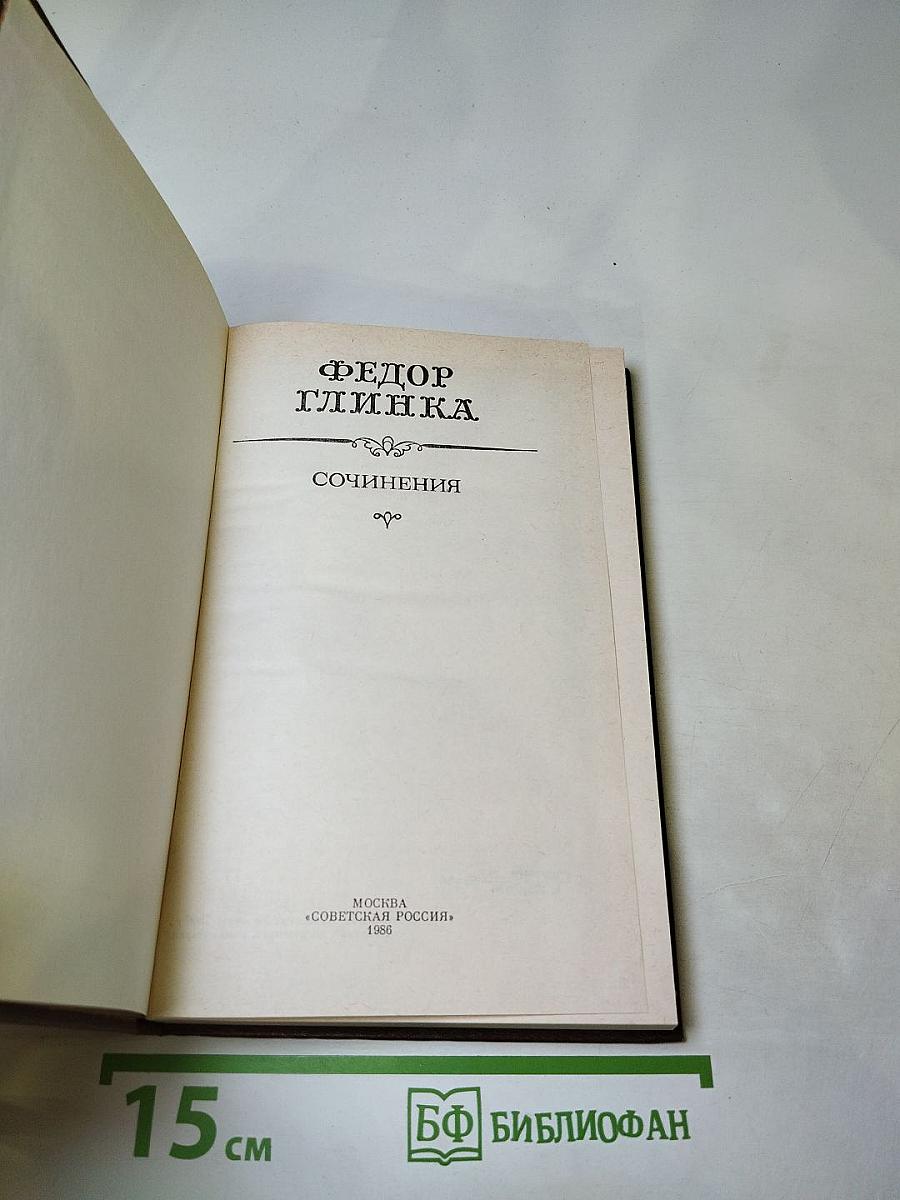 ФЕДОР
ГЛИНКА
СОЧИНЕНИЯ
МОСКВА
«СОВЕТСКАЯ РОССИЯ»
1986
15 см
БФ БИБЛИОФАН